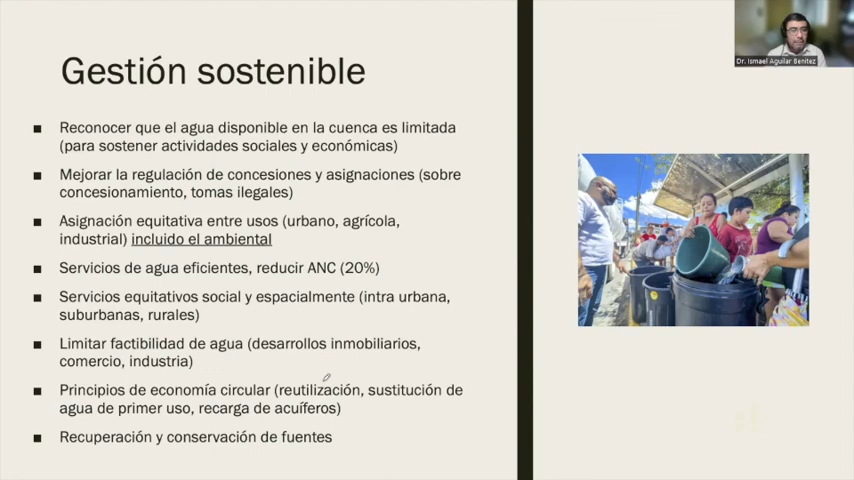 Gestión sostenible
Reconocer que el agua disponible en la cuenca es limitada
(para sostener actividades sociales y económicas)
Mejorar la regulación de concesiones y asignaciones (sobre
concesionamiento, tomas ilegales)
Asignación equitativa entre usos (urbano, agrícola,
industrial) incluido el ambiental
Servicios de agua eficientes, reducir ANC (20%)
Servicios equitativos social y espacialmente (intra urbana,
suburbanas, rurales)
Limitar factibilidad de agua (desarrollos inmobiliarios,
comercio, industria)
Principios de economía circular (reutilización, sustitución de
agua de primer uso, recarga de acuíferos)
Recuperación y conservación de fuentes
Dr. Ismael Aguilar Benitez